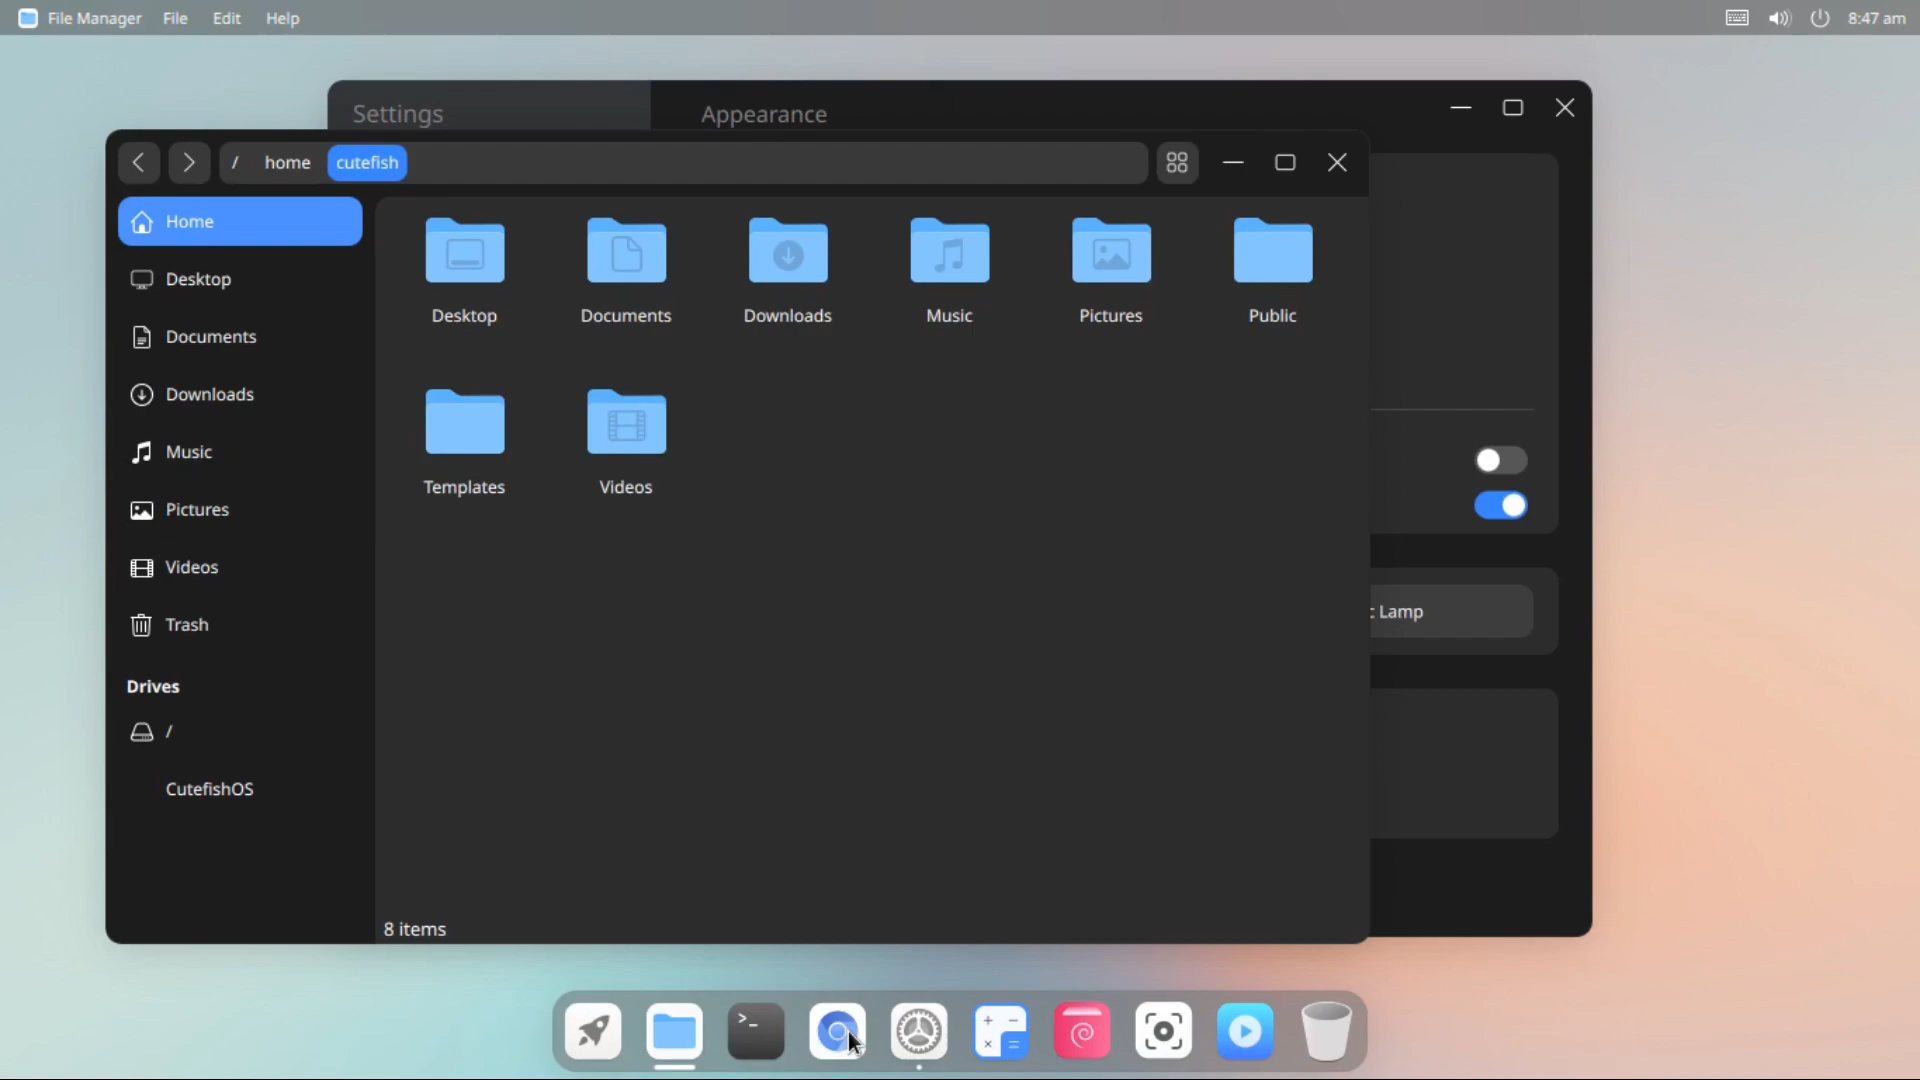 File Manager File Edit Help 8:47 am
Settings Appearance
/ home cutefish
Home
Desktop
Documents
Downloads
Music
Pictures
Videos
Trash
Drives
/
CutefishOS
Desktop Documents Downloads Music Pictures Public
Templates Videos
8 items
Lamp